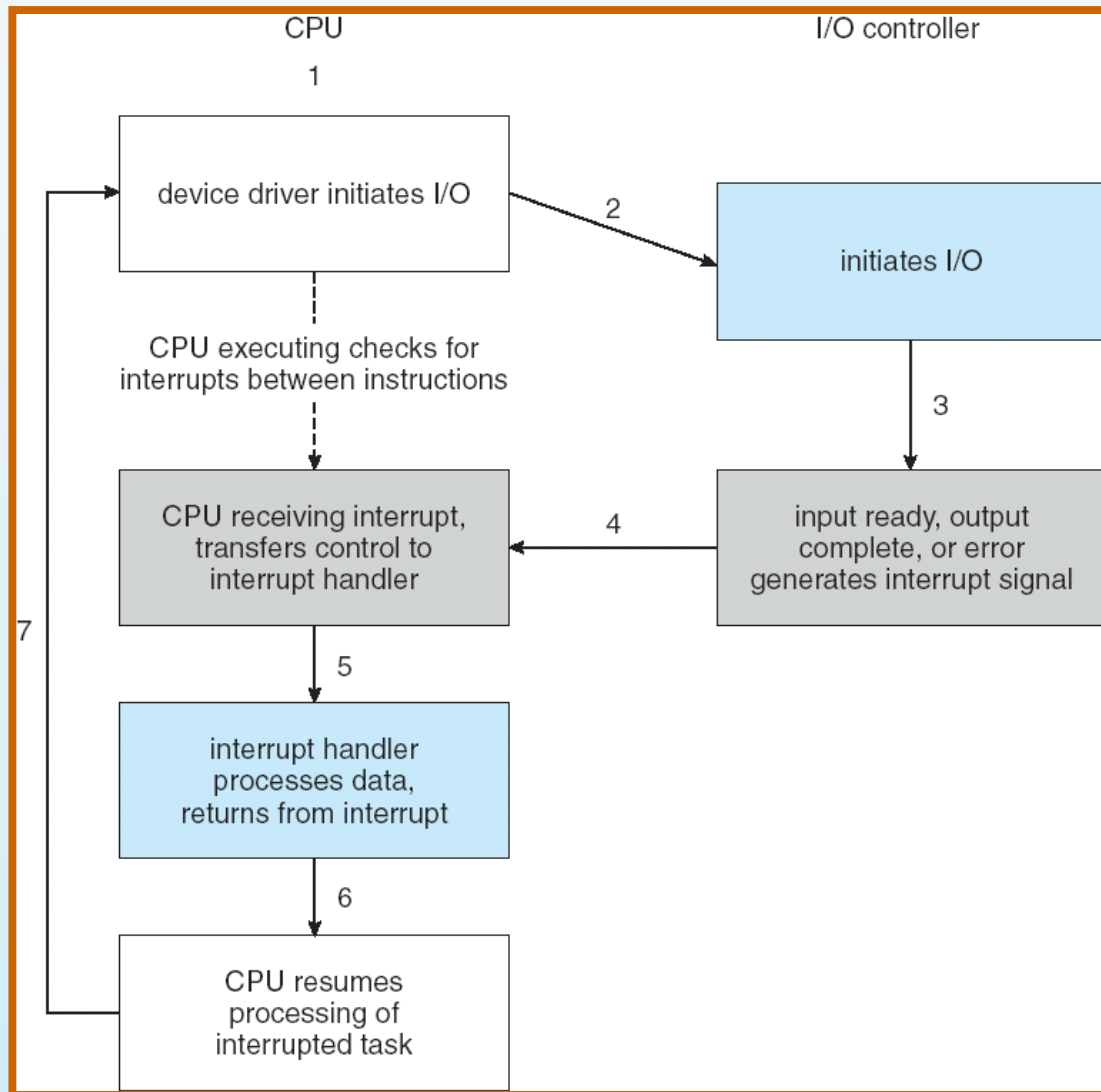 CPU
I/O controller
1
device driver initiates I/O
2
initiates I/O
CPU executing checks for
interrupts between instructions
3
CPU receiving interrupt,
transfers control to
interrupt handler
4
input ready, output
complete, or error
generates interrupt signal
7
5
interrupt handler
processes data,
returns from interrupt
6
CPU resumes
processing of
interrupted task